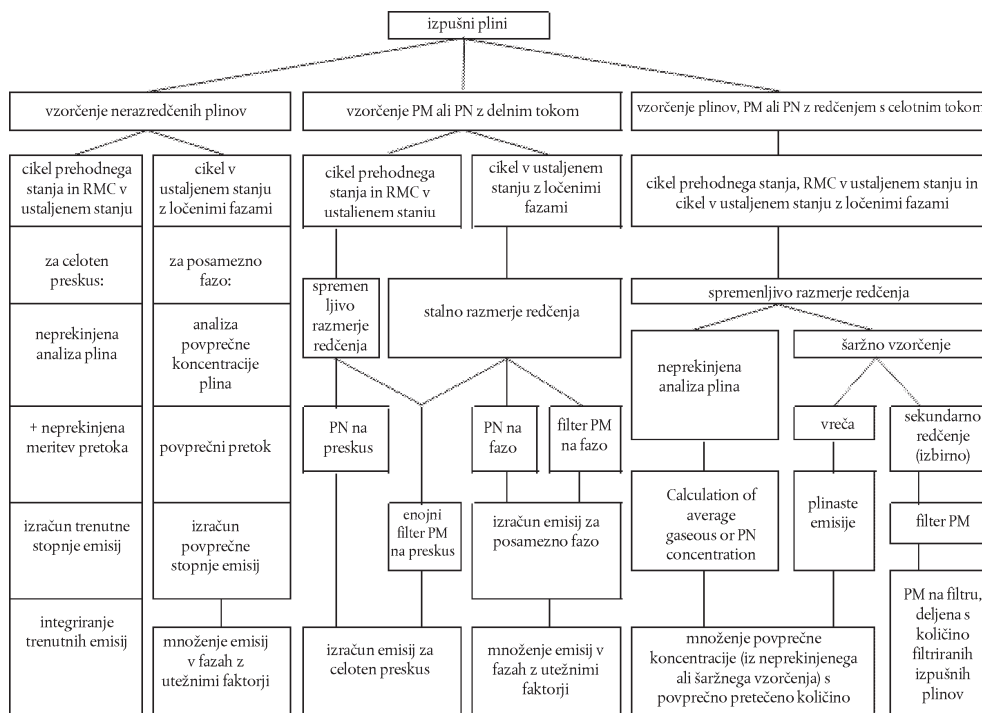 izpušni plini
vzorčenje nerazredčenih plinov
vzorčenje PM ali PN z delnim tokom
vzorčenje plinov, PM ali PN z redčenjem s celotnim tokom
cikel prehodnega
stanja in RMC v
ustaljenem stanju
cikel v
ustaljenem stanju
z ločenimi fazami
cikel prehodnega
stanja in RMC v
ustaljenem staniu
cikel v ustaljenem
stanju z ločenimi
fazami
cikel prehodnega stanja, RMC v ustaljenem stanju in
cikel v ustaljenem stanju z ločenimi fazami
za celoten
preskus:
za posamezno
fazo:
spremen
ljivo
razmerje
redčenja
stalno razmerje redčenja
spremenljivo razmerje redčenja
neprekinjena
analiza plina
analiza
povprečne
koncentracije
plina
neprekinjena
analiza plina
šaržno vzorčenje
+ neprekinjena
meritev pretoka
povprečni pretok
PN na
preskus
PN na
fazo
filter PM
na fazo
vreča
sekundarno
redčenje
(izbirno)
izračun trenutne
stopnje emisij
izračun
povprečne
stopnje emisij
enojni
filter PM
na preskus
izračun emisij za
posamezno fazo
Calculation of
average
gaseous or PN
concentration
plinaste
emisije
filter PM
integriranje
trenutnih emisij
množenje emisij
v fazah z
utežnimi faktorji
izračun emisij za
celoten preskus
množenje emisij v
fazah z utežnimi
faktorji
množenje povprečne
koncentracije (iz neprekinjenega
ali šaržnega vzorčenja) s
povprečno pretečeno količino
PM na filtru,
deljena s
količino
filtriranih
izpušnih
plinov